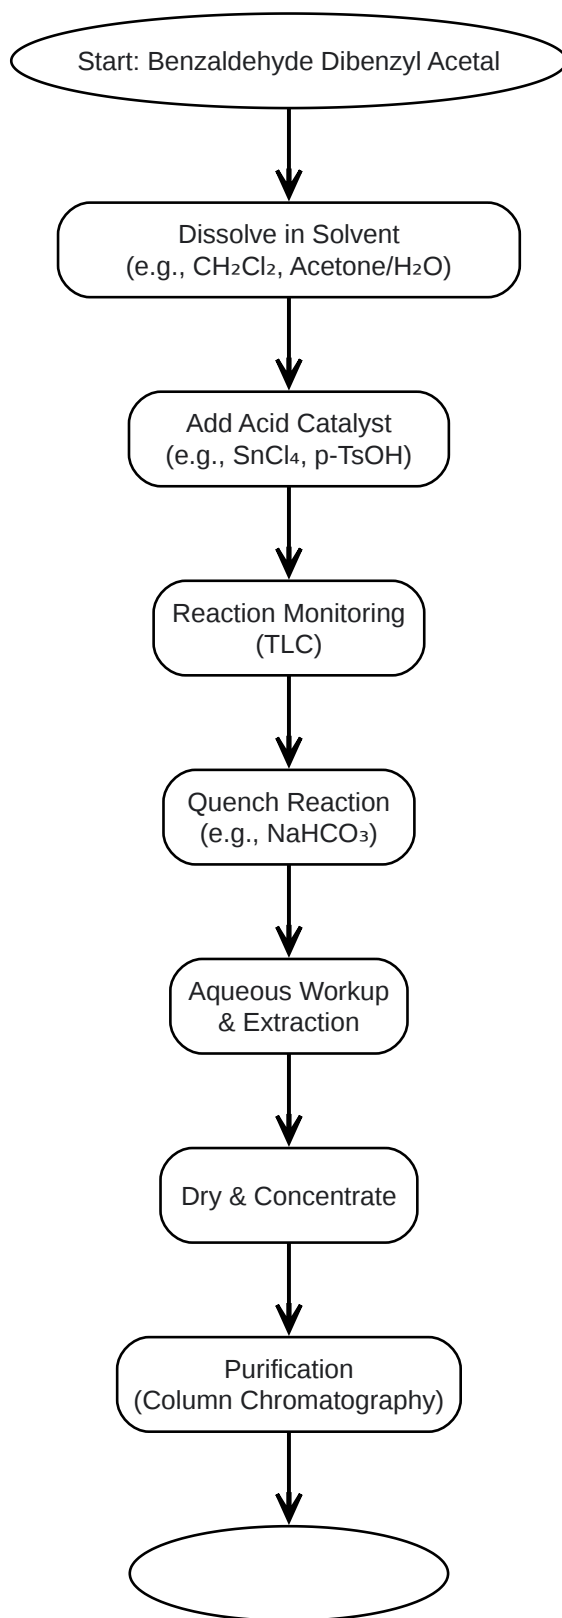 Start: Benzaldehyde Dibenzyl Acetal
Dissolve in Solvent
(e.g., CH₂Cl₂, Acetone/H₂O)
Add Acid Catalyst
(e.g., SnCl₄, p-TsOH)
Reaction Monitoring
(TLC)
Quench Reaction
(e.g., NaHCO₃)
Aqueous Workup
& Extraction
Dry & Concentrate
Purification
(Column Chromatography)